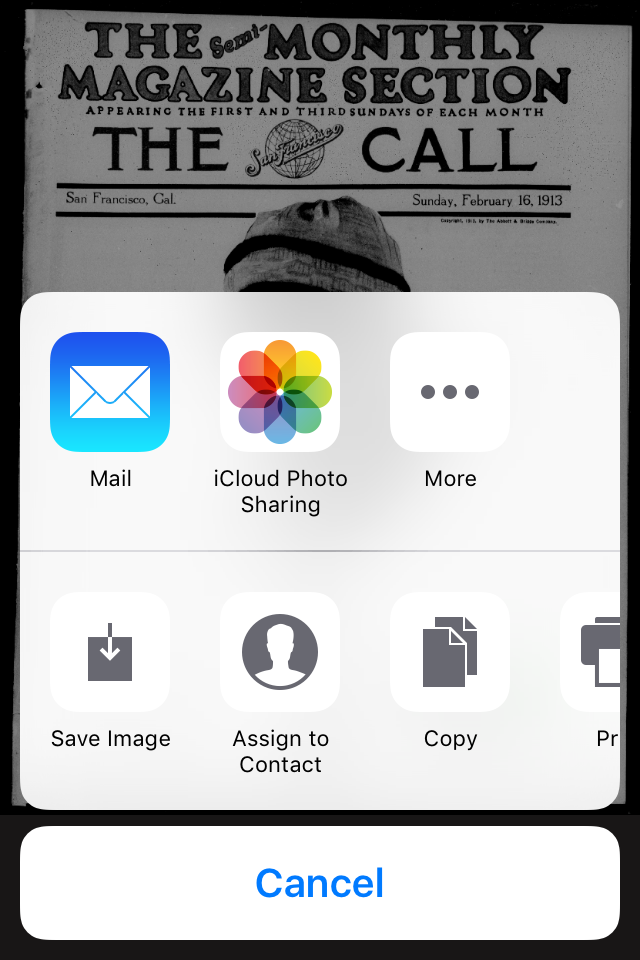 THE Semi-MONTHLY
MAGAZINE SECTION
APPEARING THE FIRST AND THIRD SUNDAYS OF EACH MONTH
THE San Francisco CALL
San Francisco, Cal. Sunday, February 16, 1913
Copyright, 1913, by The Abbott & Briggs Company.
Mail
iCloud Photo
Sharing
More
Save Image
Assign to
Contact
Copy
Pr
Cancel